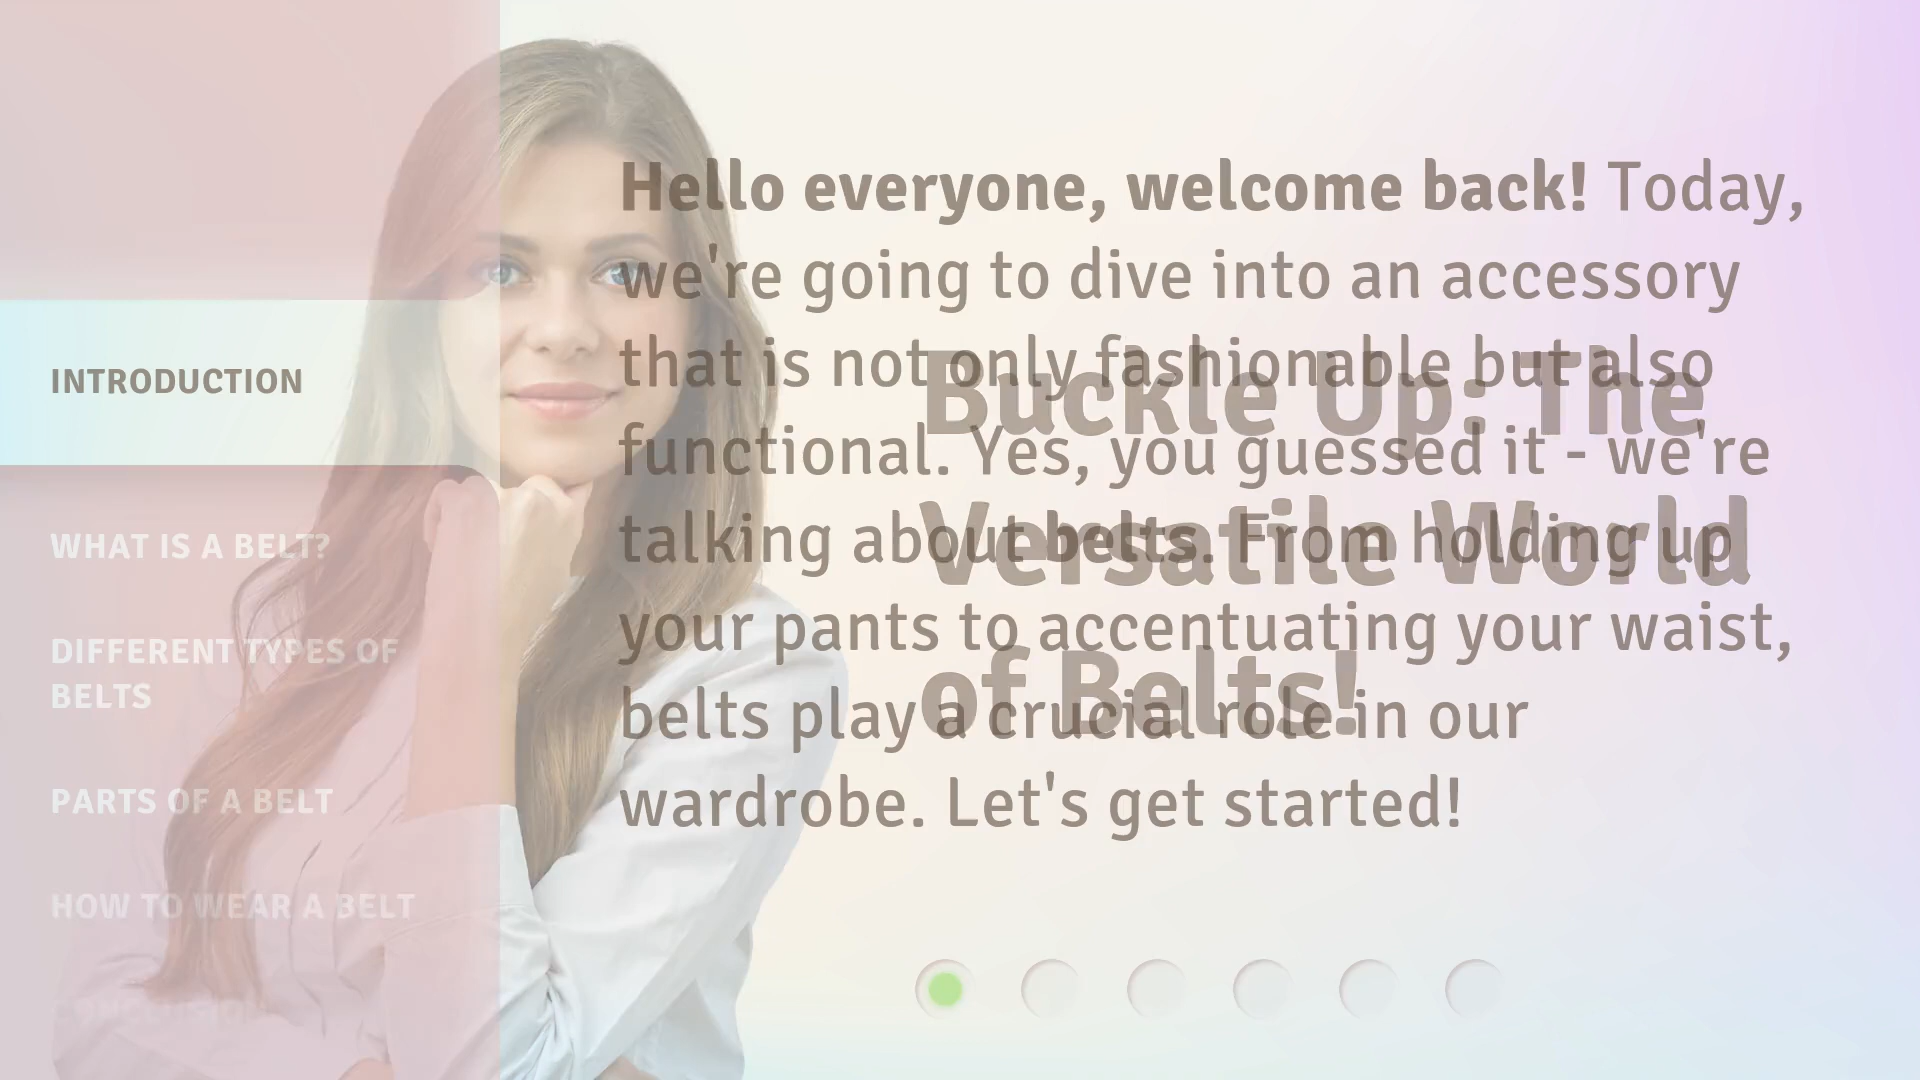 INTRODUCTION
WHAT IS A BELT?
DIFFERENT TYPES OF
BELTS
PARTS OF A BELT
HOW TO WEAR A BELT
CONCLUSION
Hello everyone, welcome back! Today,
we're going to dive into an accessory
that is not only fashionable but also
functional. Yes, you guessed it - we're
talking about belts. From holding up
your pants to accentuating your waist,
belts play a crucial role in our
wardrobe. Let's get started!
Buckle Up: The
Versatile World
of Belts!